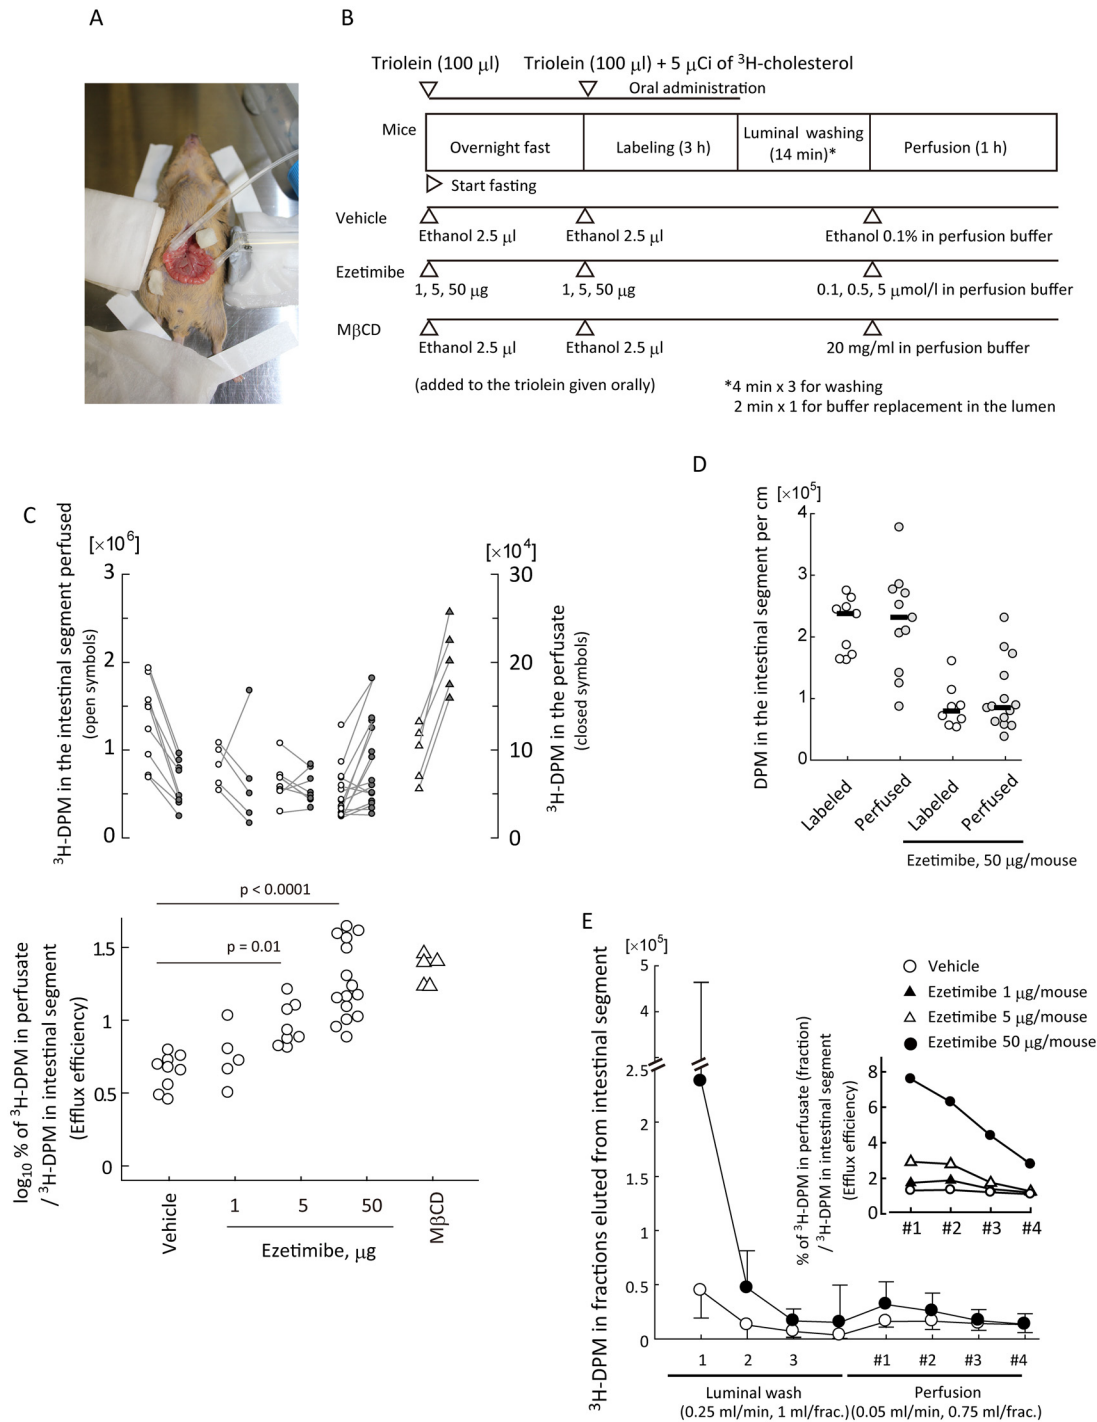 A
B
Triolein (100 μl)
Triolein (100 μl) + 5 μCi of ³H-cholesterol
Oral administration
Mice
Overnight fast
Labeling (3 h)
Luminal washing
(14 min)*
Perfusion (1 h)
Start fasting
Vehicle
Ethanol 2.5 μl
Ethanol 2.5 μl
Ethanol 0.1% in perfusion buffer
Ezetimibe
1, 5, 50 μg
1, 5, 50 μg
0.1, 0.5, 5 μmol/l in perfusion buffer
MβCD
Ethanol 2.5 μl
Ethanol 2.5 μl
20 mg/ml in perfusion buffer
(added to the triolein given orally)
*4 min x 3 for washing
2 min x 1 for buffer replacement in the lumen
C
³H-DPM in the intestinal segment perfused
(open symbols)
[×10⁶]
3
2
1
0
[×10⁴]
30
20
10
0
³H-DPM in the perfusate
(closed symbols)
log₁₀ % of ³H-DPM in perfusate
/ ³H-DPM in intestinal segment
(Efflux efficiency)
1.5
1
0.5
0
p < 0.0001
p = 0.01
Vehicle
1
5
50
MβCD
Ezetimibe, μg
D
DPM in the intestinal segment per cm
[×10⁵]
4
3
2
1
0
Labeled
Perfused
Labeled
Perfused
Ezetimibe, 50 μg/mouse
E
³H-DPM in fractions eluted from intestinal segment
[×10⁵]
5
4
3
2.5
2
1.5
1
0.5
0
Vehicle
Ezetimibe 1 μg/mouse
Ezetimibe 5 μg/mouse
Ezetimibe 50 μg/mouse
% of ³H-DPM in perfusate (fraction)
/ ³H-DPM in intestinal segment
(Efflux efficiency)
8
6
4
2
0
#1
#2
#3
#4
1
2
3
#1
#2
#3
#4
Luminal wash
Perfusion
(0.25 ml/min, 1 ml/frac.)
(0.05 ml/min, 0.75 ml/frac.)